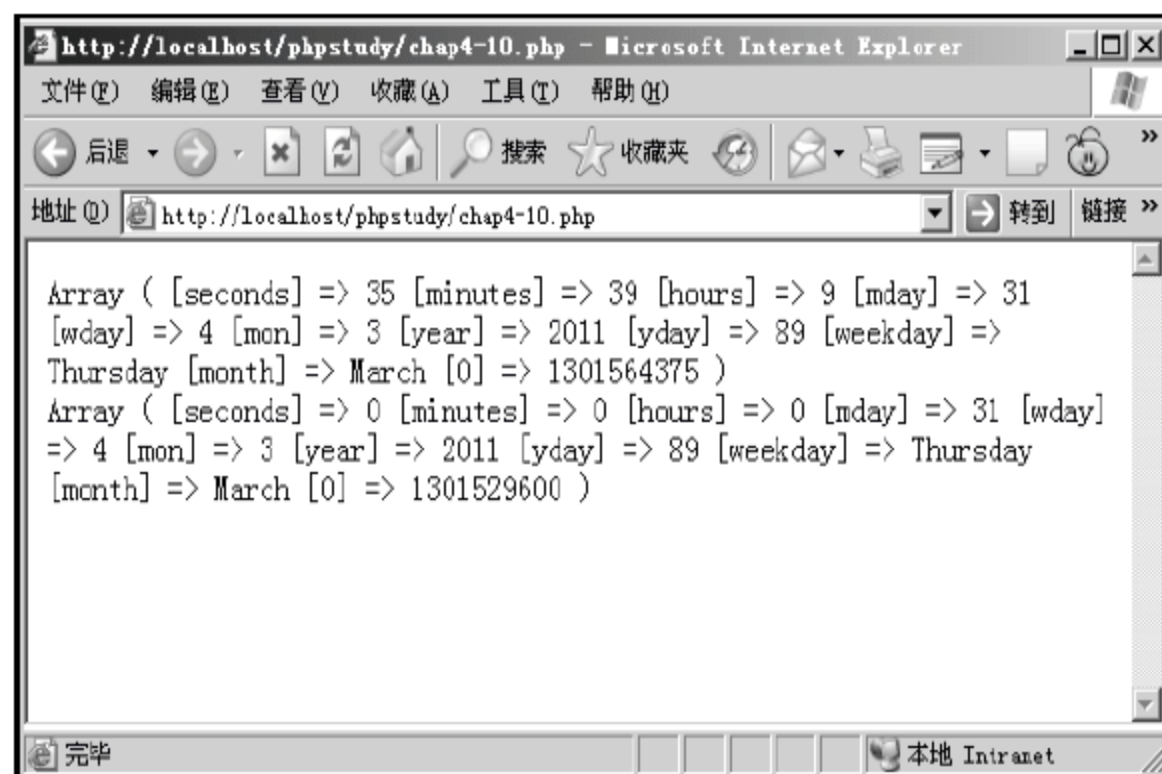 http://localhost/phpstudy/chap4-10.php - Microsoft Internet Explorer
文件(F) 编辑(E) 查看(V) 收藏(A) 工具(T) 帮助(H)
后退 搜索 收藏夹 »
地址(D) http://localhost/phpstudy/chap4-10.php 转到 链接 »
Array ( [seconds] => 35 [minutes] => 39 [hours] => 9 [mday] => 31
[wday] => 4 [mon] => 3 [year] => 2011 [yday] => 89 [weekday] =>
Thursday [month] => March [0] => 1301564375 )
Array ( [seconds] => 0 [minutes] => 0 [hours] => 0 [mday] => 31 [wday]
=> 4 [mon] => 3 [year] => 2011 [yday] => 89 [weekday] => Thursday
[month] => March [0] => 1301529600 )
完毕 本地 Intranet